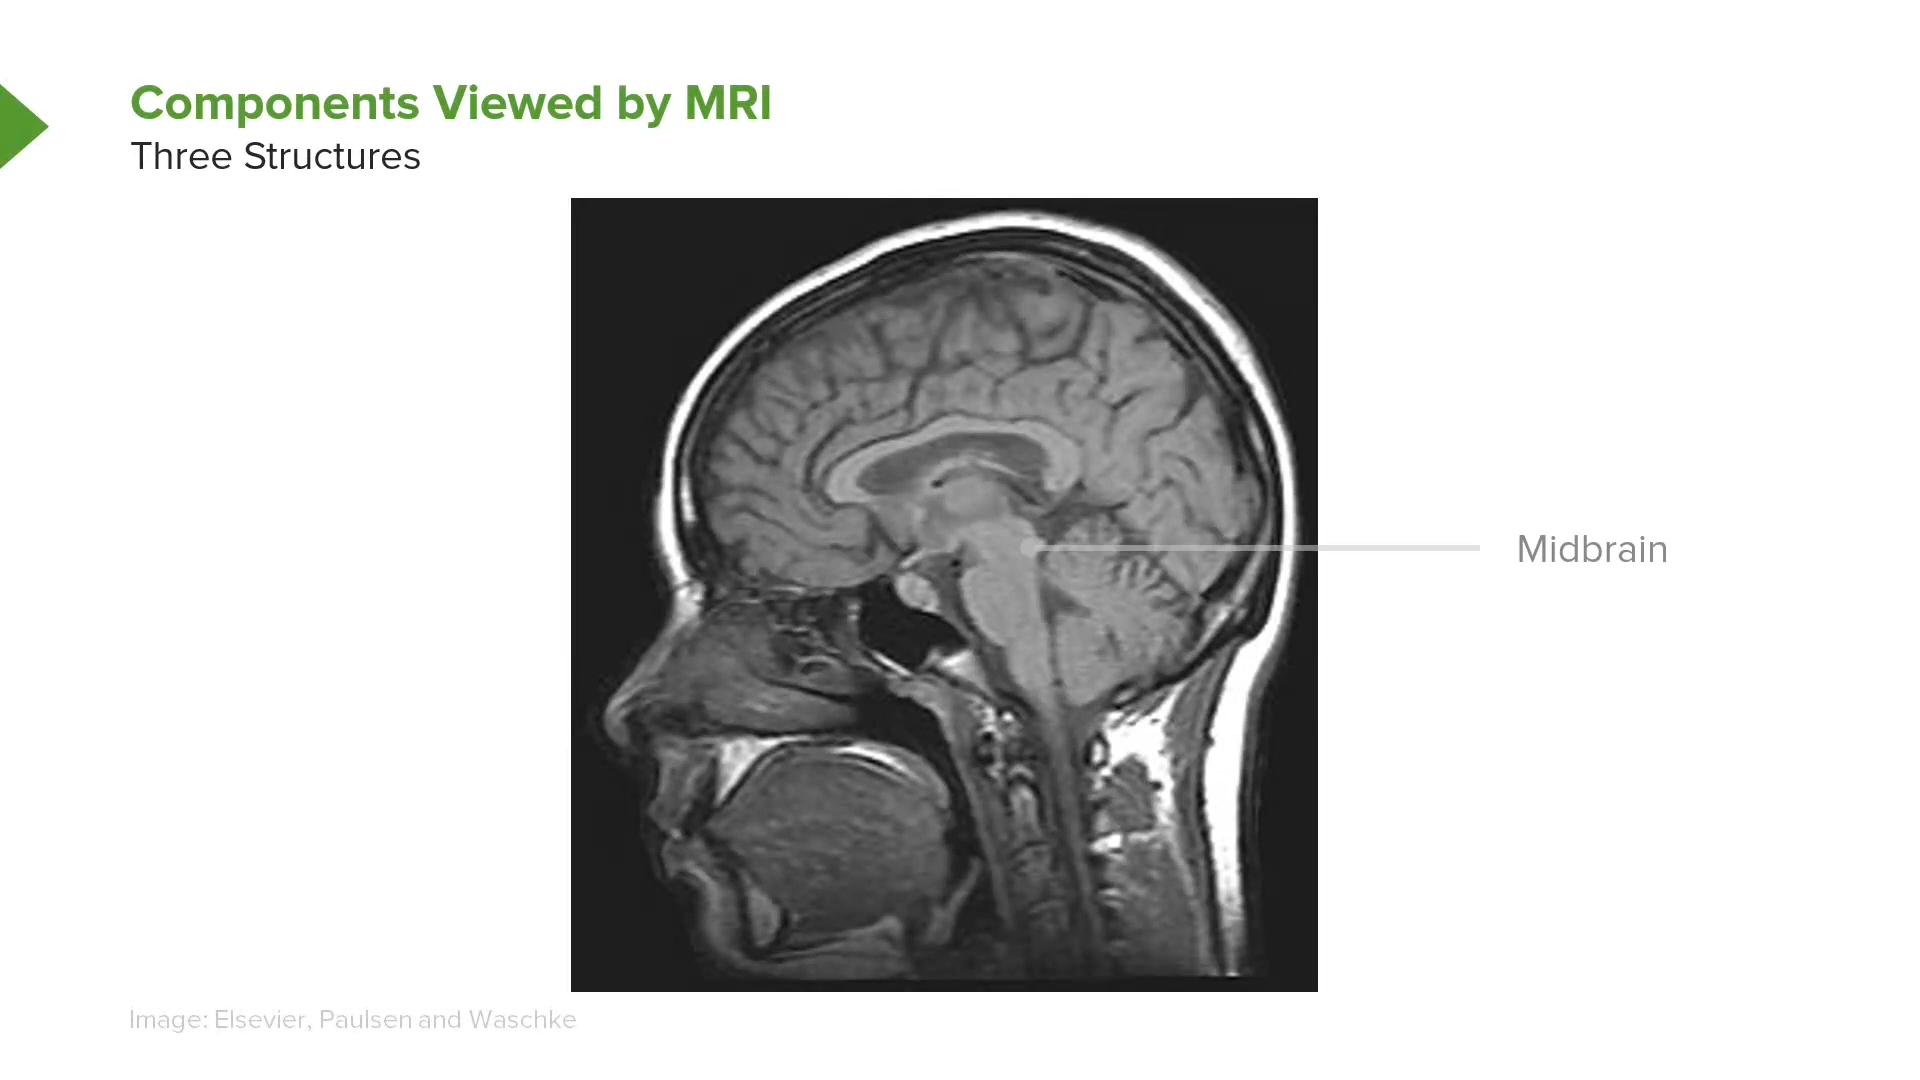 Components Viewed by MRI
Three Structures
Midbrain
Image: Elsevier, Paulsen and Waschke